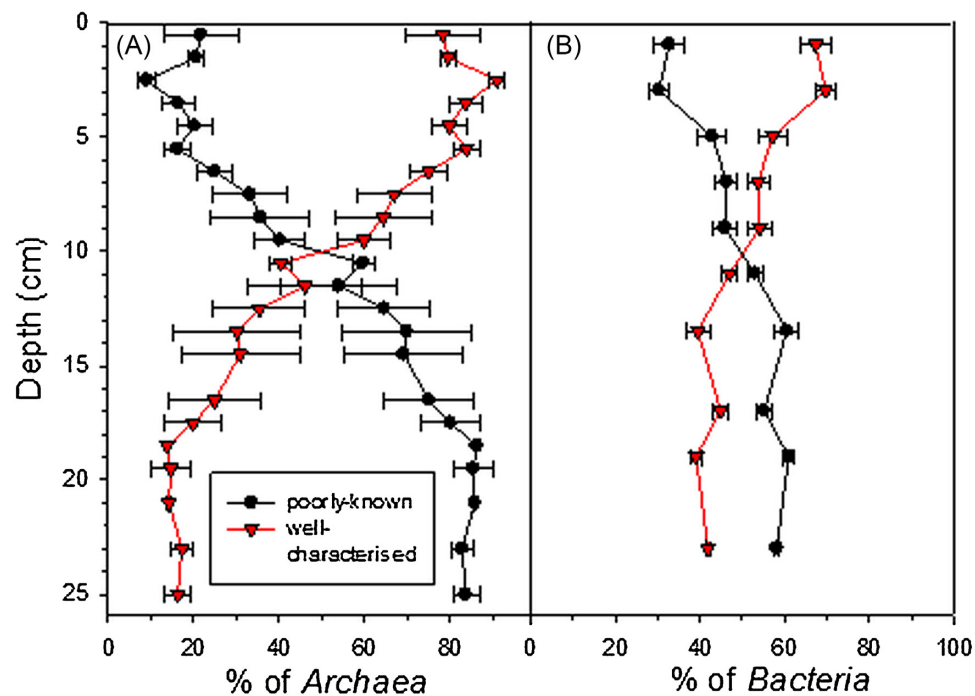 (A)
(B)
Depth (cm)
0
5
10
15
20
25
poorly-known
well-
characterised
0 20 40 60 80
0 20 40 60 80 100
% of Archaea
% of Bacteria